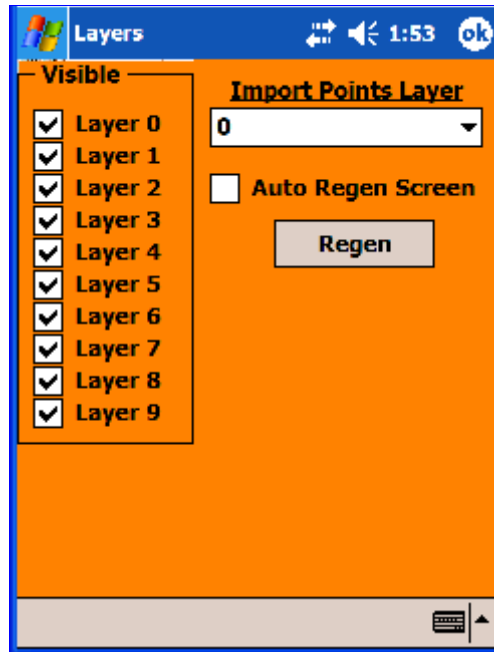 Layers 1:53 ok
Visible
Layer 0
Layer 1
Layer 2
Layer 3
Layer 4
Layer 5
Layer 6
Layer 7
Layer 8
Layer 9
Import Points Layer
0
Auto Regen Screen
Regen